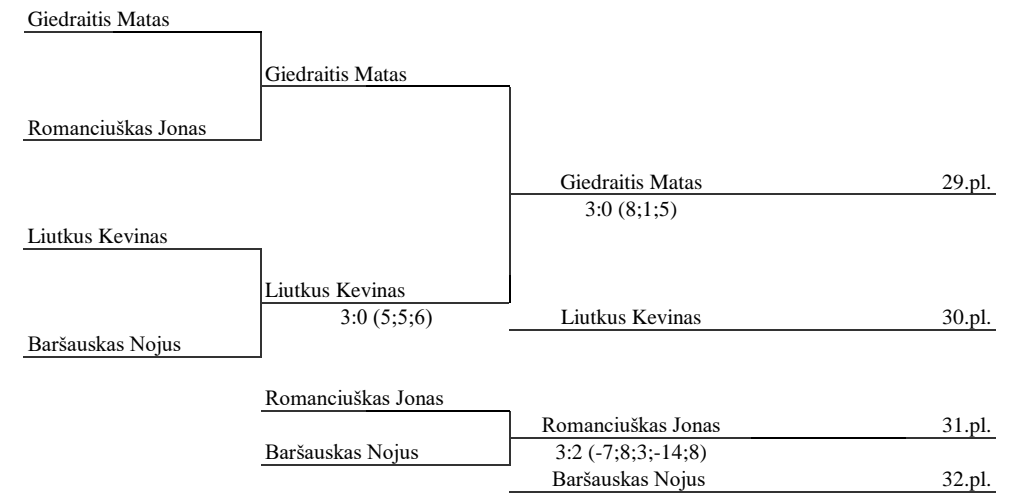 Giedraitis Matas
Giedraitis Matas
Romanciuškas Jonas
Giedraitis Matas 29.pl.
3:0 (8;1;5)
Liutkus Kevinas
Liutkus Kevinas
3:0 (5;5;6)
Liutkus Kevinas 30.pl.
Baršauskas Nojus
Romanciuškas Jonas
Romanciuškas Jonas 31.pl.
Baršauskas Nojus
3:2 (-7;8;3;-14;8)
Baršauskas Nojus 32.pl.